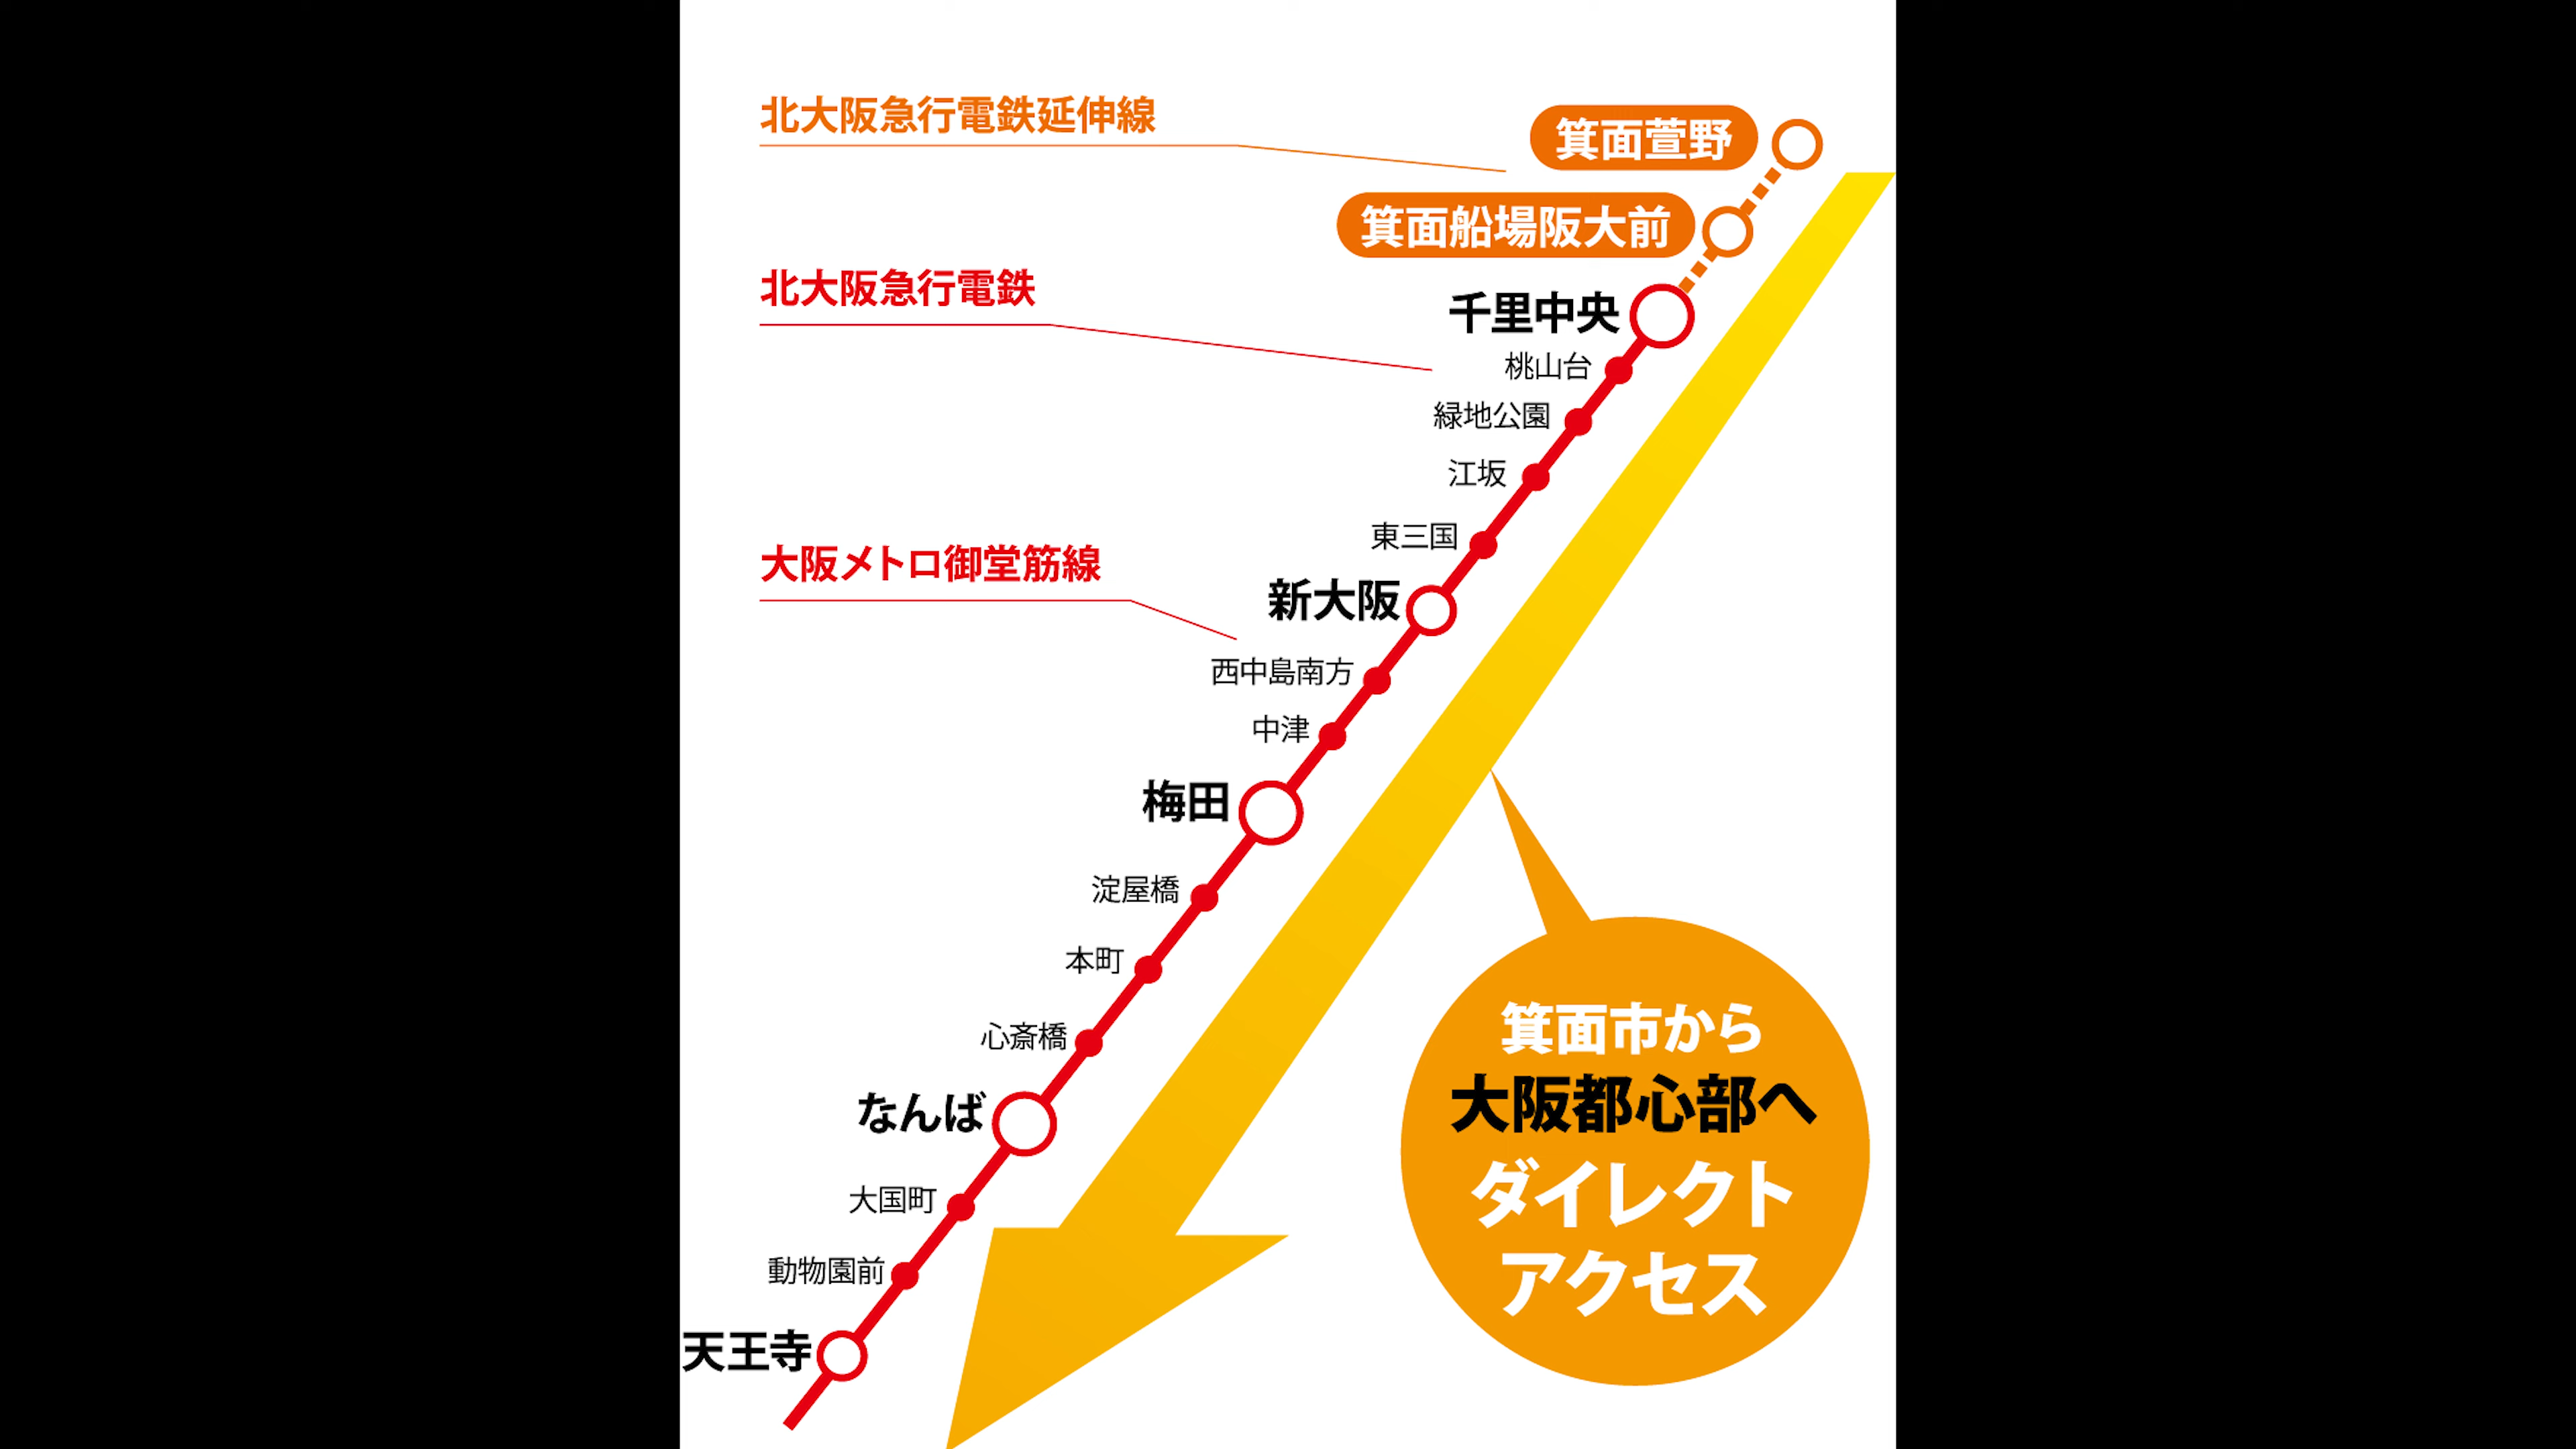 北大阪急行電鉄延伸線
箕面萱野
箕面船場阪大前
北大阪急行電鉄
千里中央
桃山台
緑地公園
江坂
東三国
大阪メトロ御堂筋線
新大阪
西中島南方
中津
梅田
淀屋橋
本町
心斎橋
なんば
大国町
動物園前
天王寺
箕面市から
大阪都心部へ
ダイレクト
アクセス